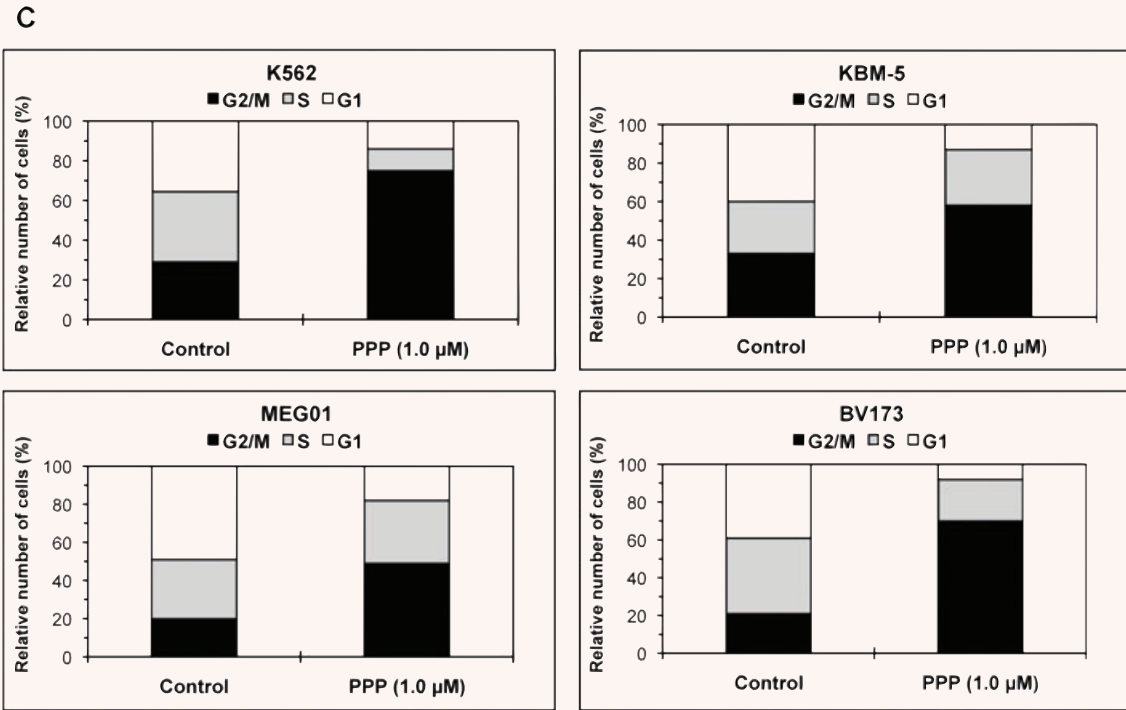 C
K562
■ G2/M □ S □ G1
Relative number of cells (%)
100
80
60
40
20
0
Control PPP (1.0 µM)
KBM-5
■ G2/M □ S □ G1
Relative number of cells (%)
100
80
60
40
20
0
Control PPP (1.0 µM)
MEG01
■ G2/M □ S □ G1
Relative number of cells (%)
100
80
60
40
20
0
Control PPP (1.0 µM)
BV173
■ G2/M □ S □ G1
Relative number of cells (%)
100
80
60
40
20
0
Control PPP (1.0 µM)